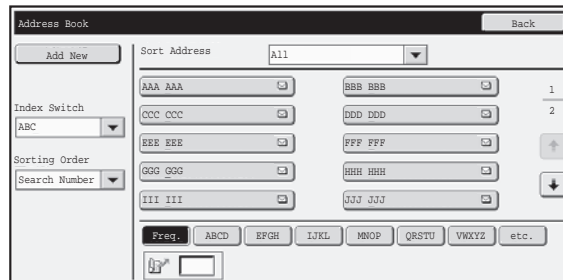 Address Book Back
Add New Sort Address All
AAA AAA BBB BBB 1
Index Switch CCC CCC DDD DDD 2
ABC
EEE EEE FFF FFF
Sorting Order
Search Number GGG GGG HHH HHH
III III JJJ JJJ
Freq. ABCD EFGH IJKL MNOP QRSTU VWXYZ etc.